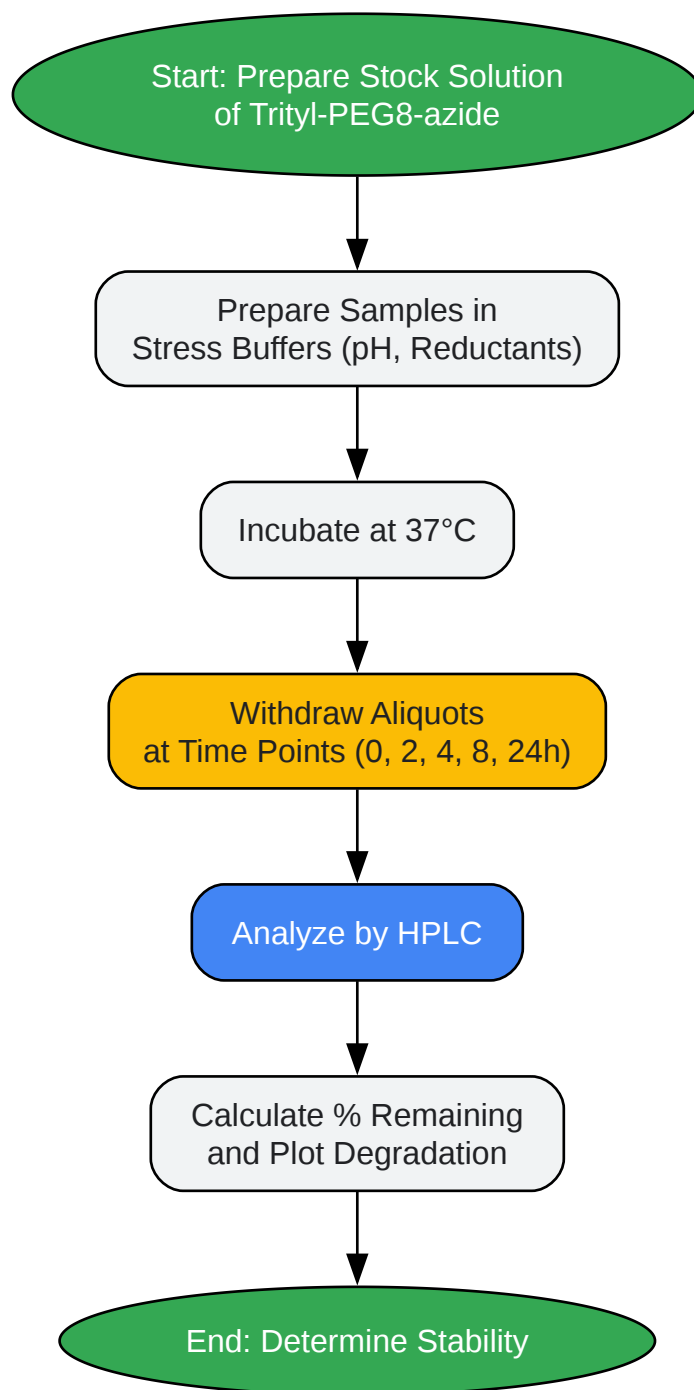 Start: Prepare Stock Solution
of Trityl-PEG8-azide
Prepare Samples in
Stress Buffers (pH, Reductants)
Incubate at 37°C
Withdraw Aliquots
at Time Points (0, 2, 4, 8, 24h)
Analyze by HPLC
Calculate % Remaining
and Plot Degradation
End: Determine Stability